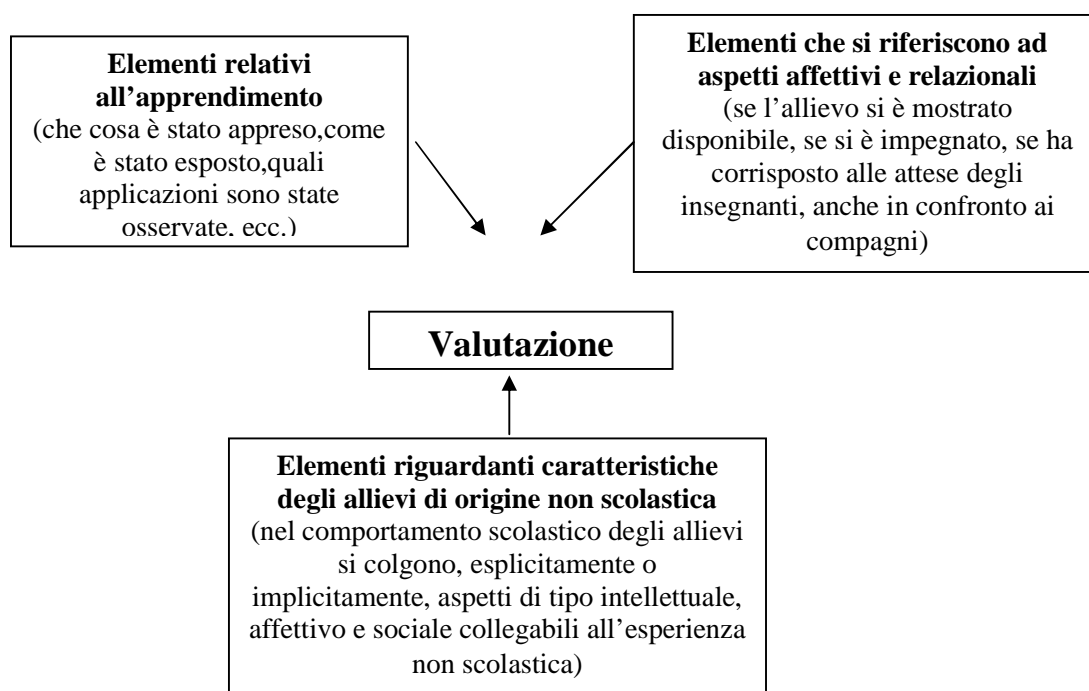 Elementi relativi
all'apprendimento
(che cosa è stato appreso,come
è stato esposto,quali
applicazioni sono state
osservate, ecc.)
Elementi che si riferiscono ad
aspetti affettivi e relazionali
(se l'allievo si è mostrato
disponibile, se si è impegnato, se ha
corrisposto alle attese degli
insegnanti, anche in confronto ai
compagni)
Valutazione
Elementi riguardanti caratteristiche
degli allievi di origine non scolastica
(nel comportamento scolastico degli allievi
si colgono, esplicitamente o
implicitamente, aspetti di tipo intellettuale,
affettivo e sociale collegabili all'esperienza
non scolastica)